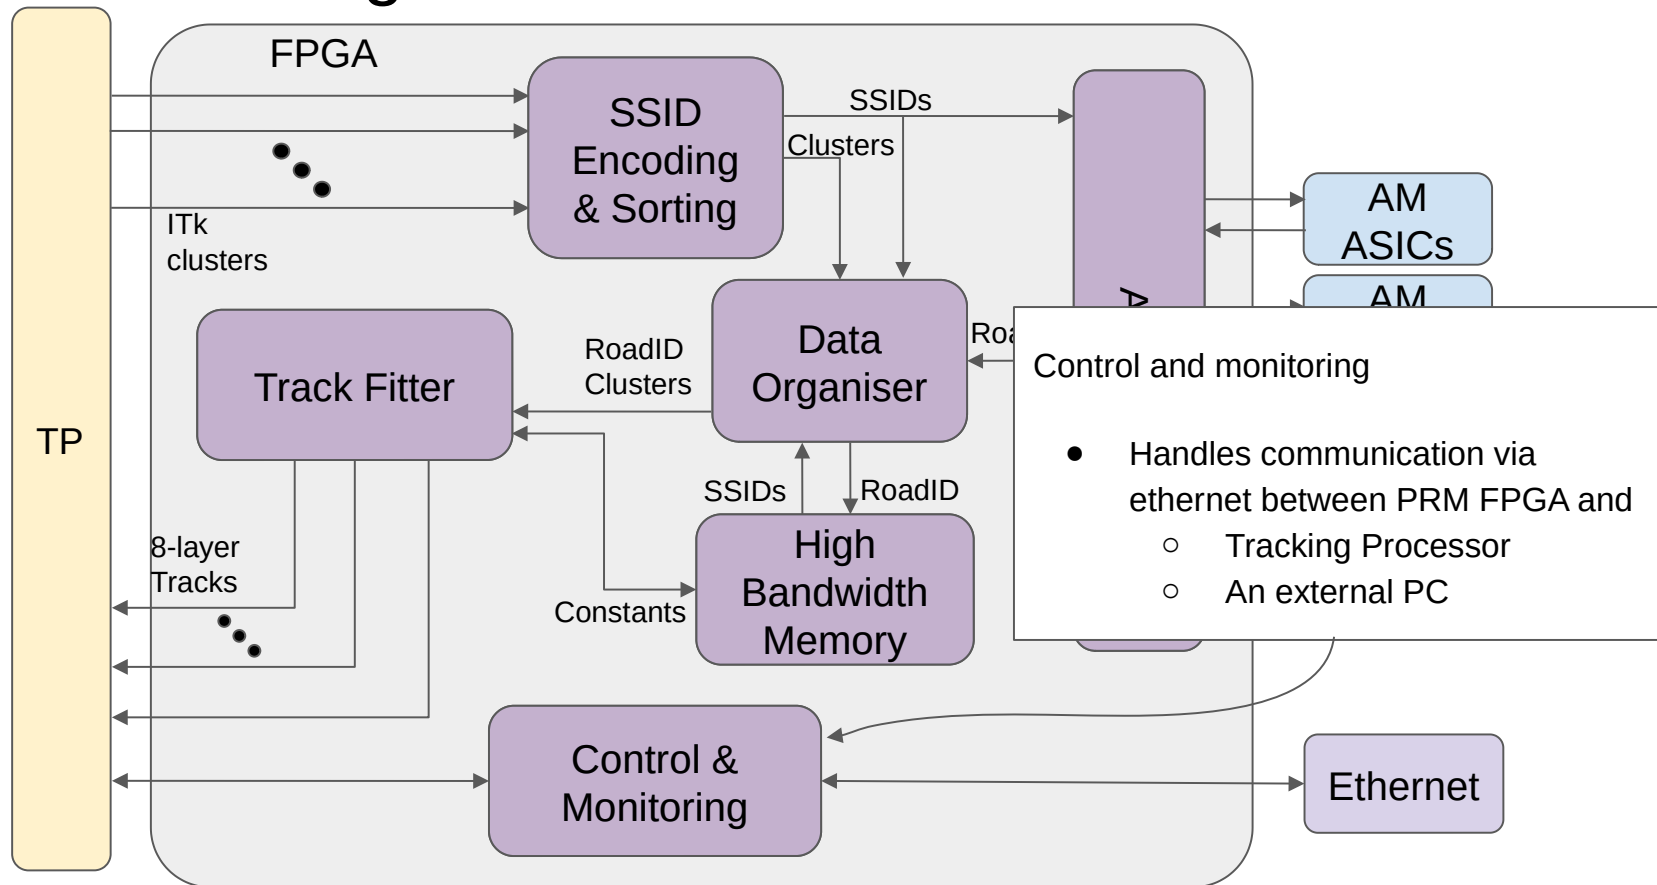 FPGA
SSID
Encoding
& Sorting
SSIDs
Clusters
ITk
clusters
AM
ASICs
AM
TP
Track Fitter
RoadID
Clusters
Data
Organiser
Control and monitoring
● Handles communication via
ethernet between PRM FPGA and
○ Tracking Processor
○ An external PC
SSIDs
RoadID
8-layer
Tracks
Constants
High
Bandwidth
Memory
Control &
Monitoring
Ethernet